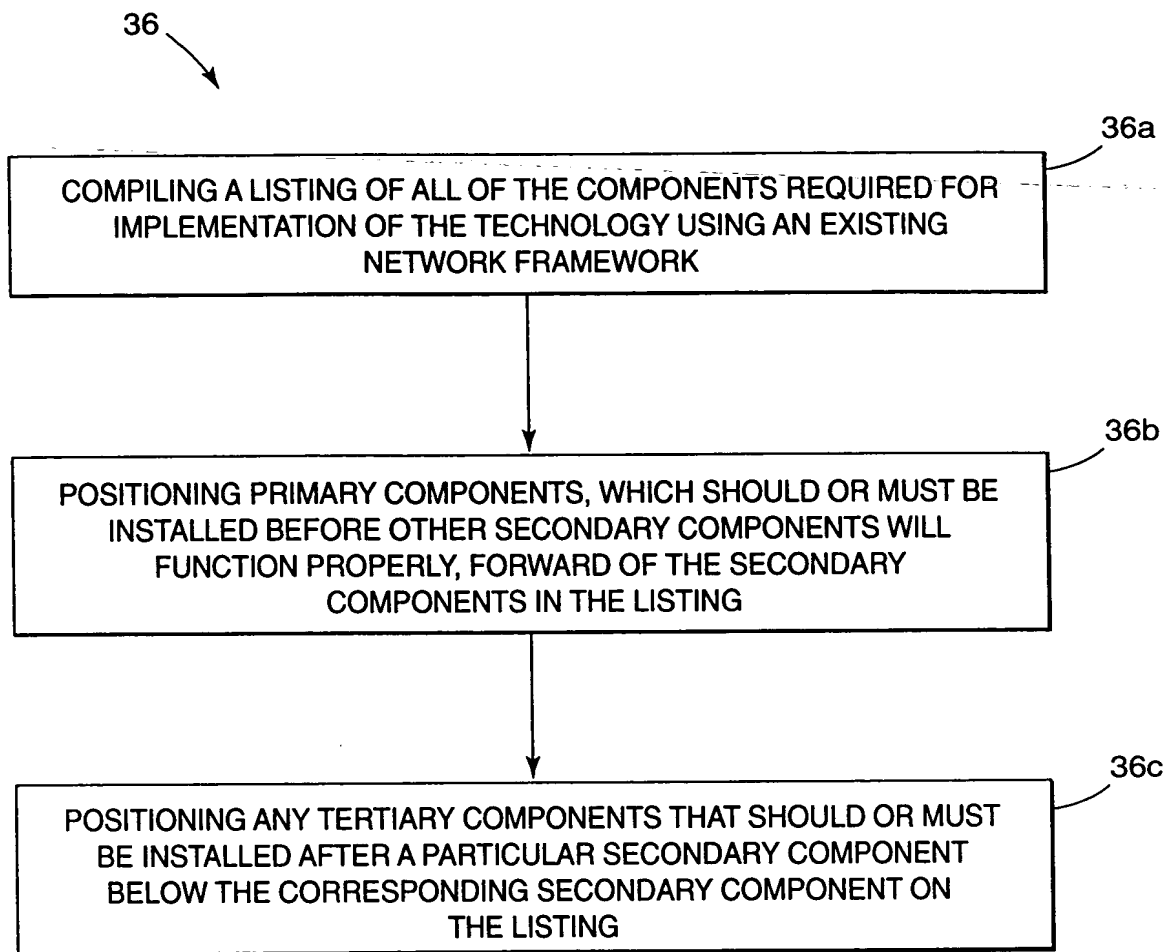 36
36a
COMPILING A LISTING OF ALL OF THE COMPONENTS REQUIRED FOR
IMPLEMENTATION OF THE TECHNOLOGY USING AN EXISTING
NETWORK FRAMEWORK
36b
POSITIONING PRIMARY COMPONENTS, WHICH SHOULD OR MUST BE
INSTALLED BEFORE OTHER SECONDARY COMPONENTS WILL
FUNCTION PROPERLY, FORWARD OF THE SECONDARY
COMPONENTS IN THE LISTING
36c
POSITIONING ANY TERTIARY COMPONENTS THAT SHOULD OR MUST
BE INSTALLED AFTER A PARTICULAR SECONDARY COMPONENT
BELOW THE CORRESPONDING SECONDARY COMPONENT ON
THE LISTING